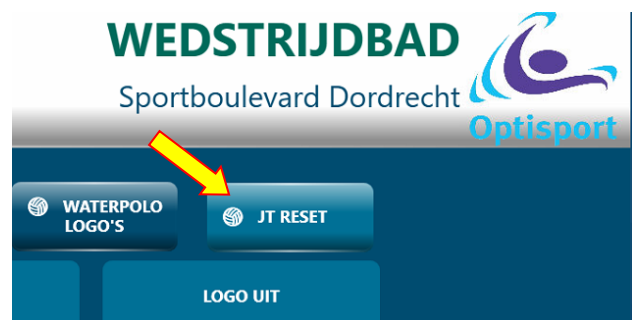 WEDSTRIJDBAD
Sportboulevard Dordrecht
Optisport
WATERPOLO
LOGO'S
JT RESET
LOGO UIT